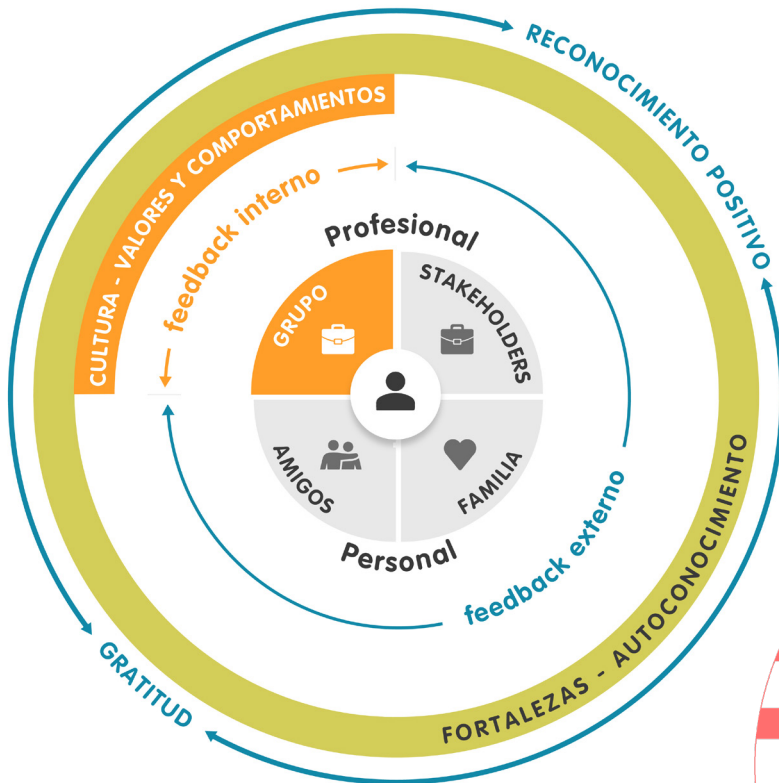 RECONOCIMIENTO POSITIVO
CULTURA - VALORES Y COMPORTAMIENTOS
feedback interno
Profesional
GRUPO
STAKEHOLDERS
AMIGOS
FAMILIA
Personal
feedback externo
FORTALEZAS - AUTOCONOCIMIENTO
GRATITUD